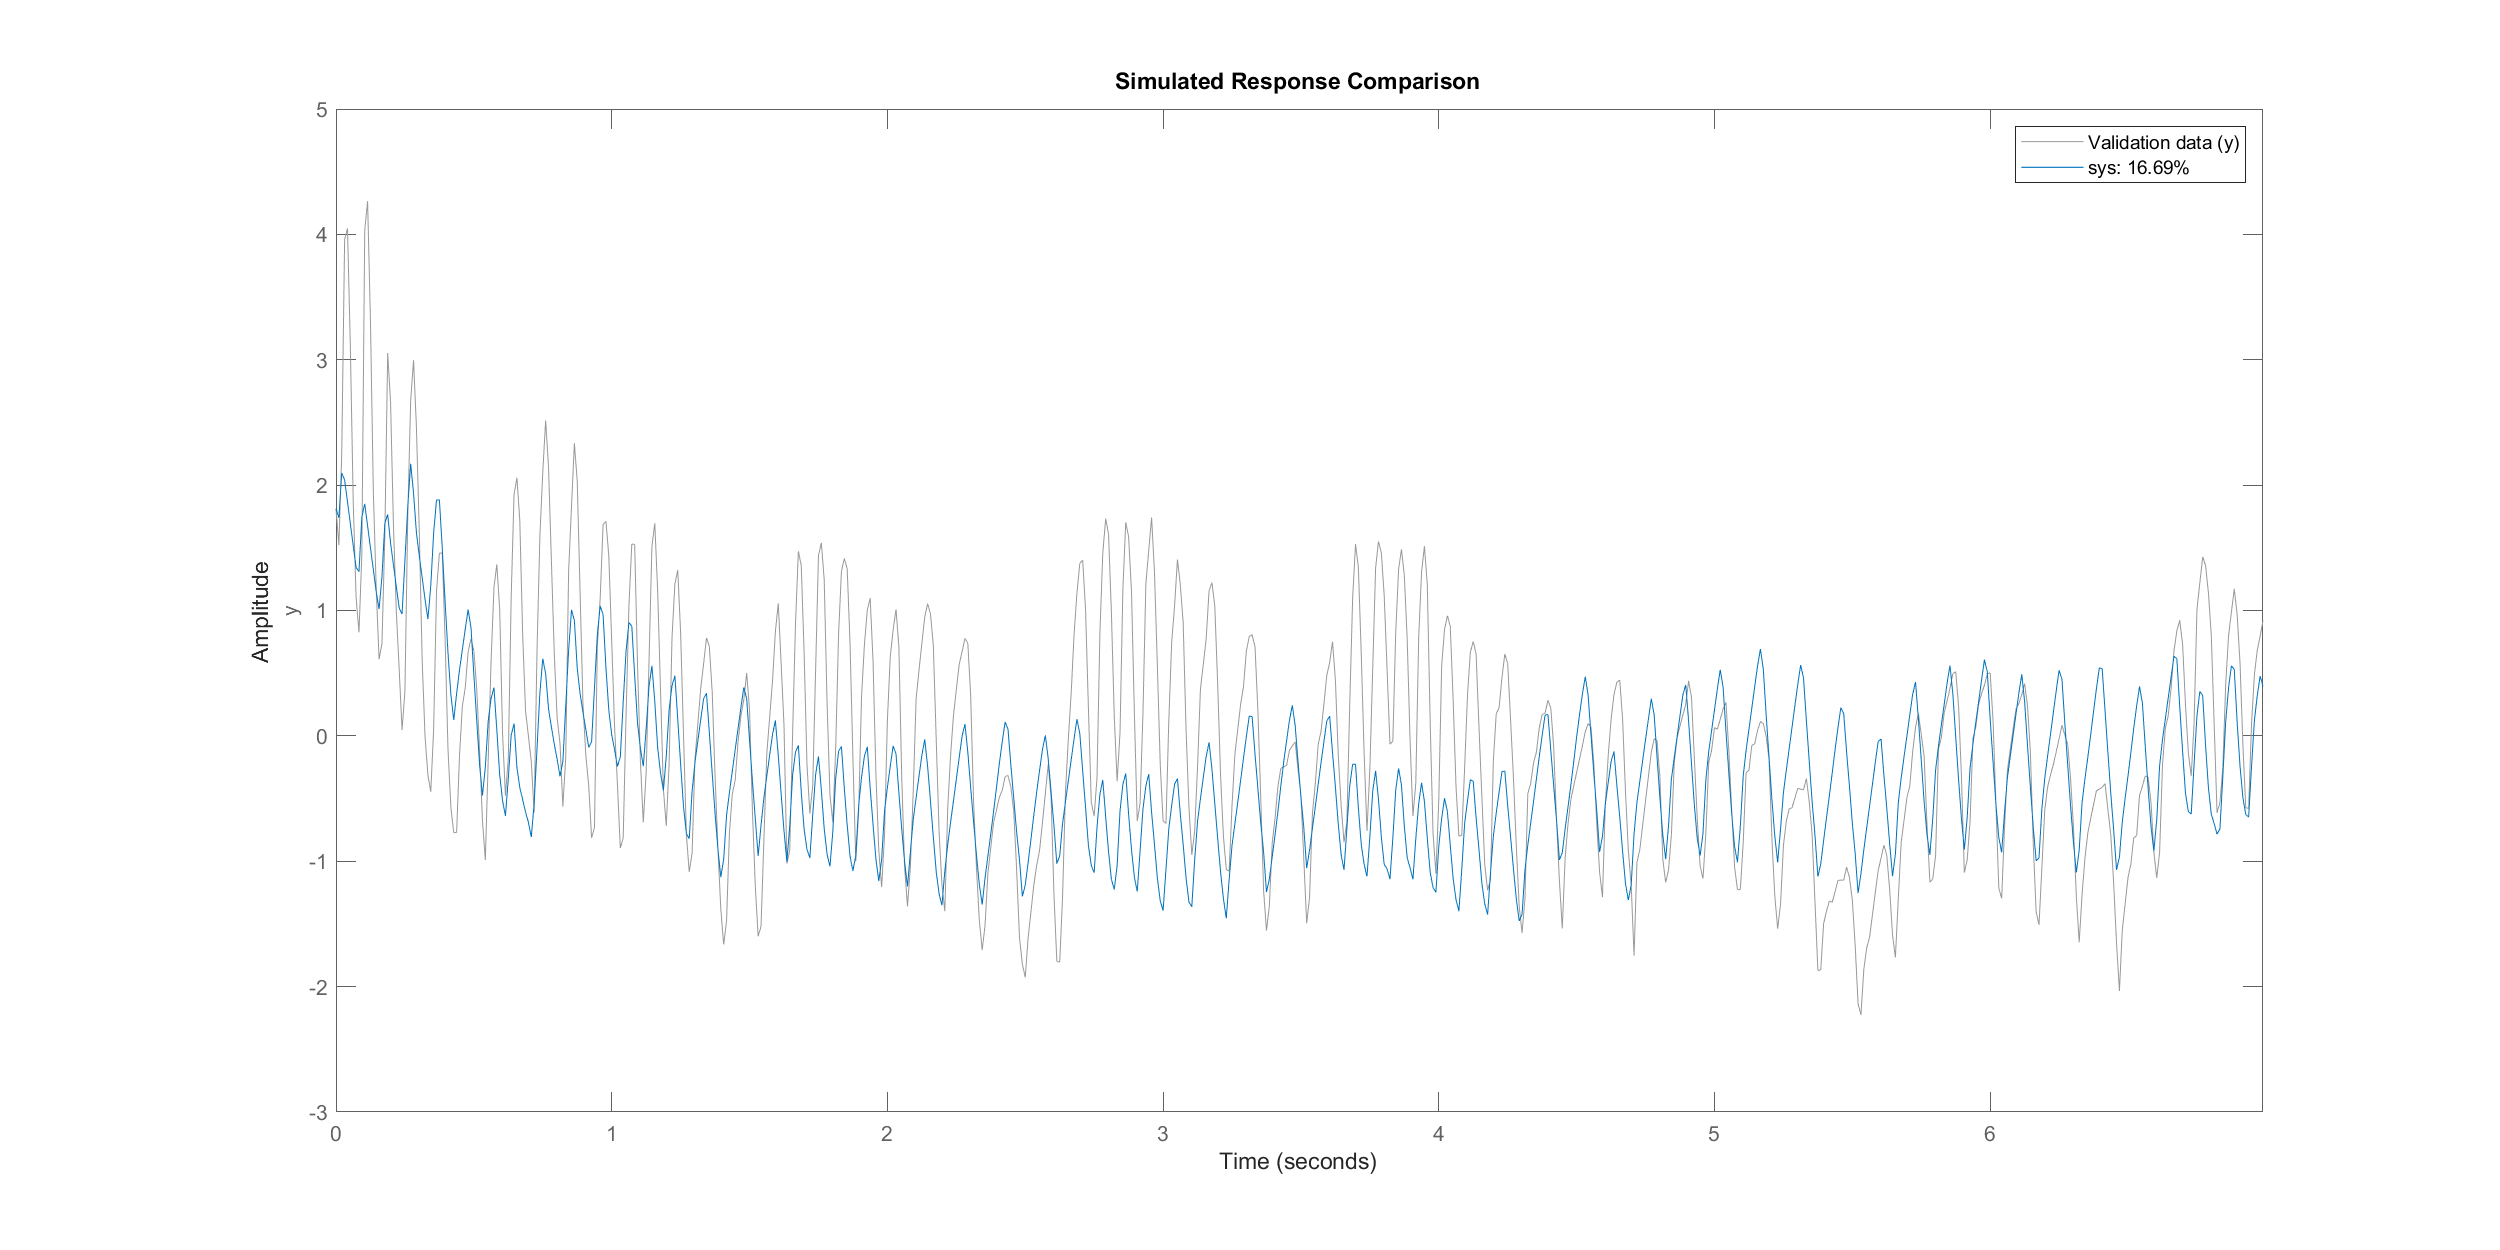 Simulated Response Comparison
Validation data (y)
sys: 16.69%
Amplitude
y
5
4
3
2
1
0
-1
-2
-3
0 1 2 3 4 5 6
Time (seconds)